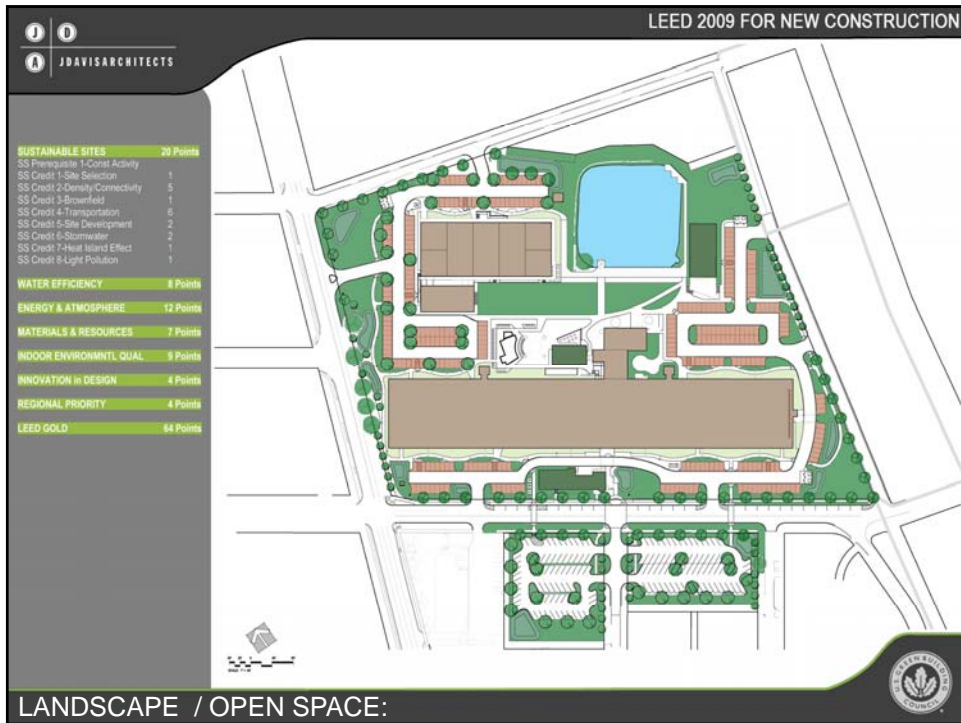 LEED 2009 FOR NEW CONSTRUCTION
J D
A JDAVISARCHITECTS
SUSTAINABLE SITES 20 Points
SS Prerequisite 1-Const Activity
SS Credit 1-Site Selection 1
SS Credit 2-Density/Connectivity 5
SS Credit 3-Brownfield 1
SS Credit 4-Transportation 6
SS Credit 5-Site Development 2
SS Credit 6-Stormwater 2
SS Credit 7-Heat Island Effect 1
SS Credit 8-Light Pollution 1
WATER EFFICIENCY 8 Points
ENERGY & ATMOSPHERE 12 Points
MATERIALS & RESOURCES 7 Points
INDOOR ENVIRONMNTL QUAL 9 Points
INNOVATION in DESIGN 4 Points
REGIONAL PRIORITY 4 Points
LEED GOLD 64 Points
U.S. GREEN BUILDING COUNCIL
LANDSCAPE / OPEN SPACE: